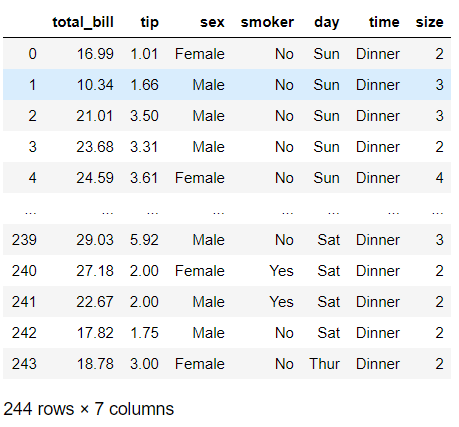 total_bill tip sex smoker day time size
0 16.99 1.01 Female No Sun Dinner 2
1 10.34 1.66 Male No Sun Dinner 3
2 21.01 3.50 Male No Sun Dinner 3
3 23.68 3.31 Male No Sun Dinner 2
4 24.59 3.61 Female No Sun Dinner 4
... ... ... ... ... ... ... ...
239 29.03 5.92 Male No Sat Dinner 3
240 27.18 2.00 Female Yes Sat Dinner 2
241 22.67 2.00 Male Yes Sat Dinner 2
242 17.82 1.75 Male No Sat Dinner 2
243 18.78 3.00 Female No Thur Dinner 2
244 rows × 7 columns